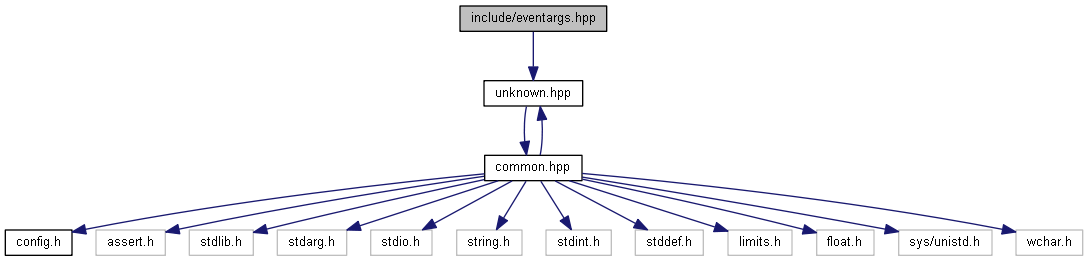 include/eventargs.hpp
unknown.hpp
common.hpp
config.h
assert.h
stdlib.h
stdarg.h
stdio.h
string.h
stdint.h
stddef.h
limits.h
float.h
sys/unistd.h
wchar.h